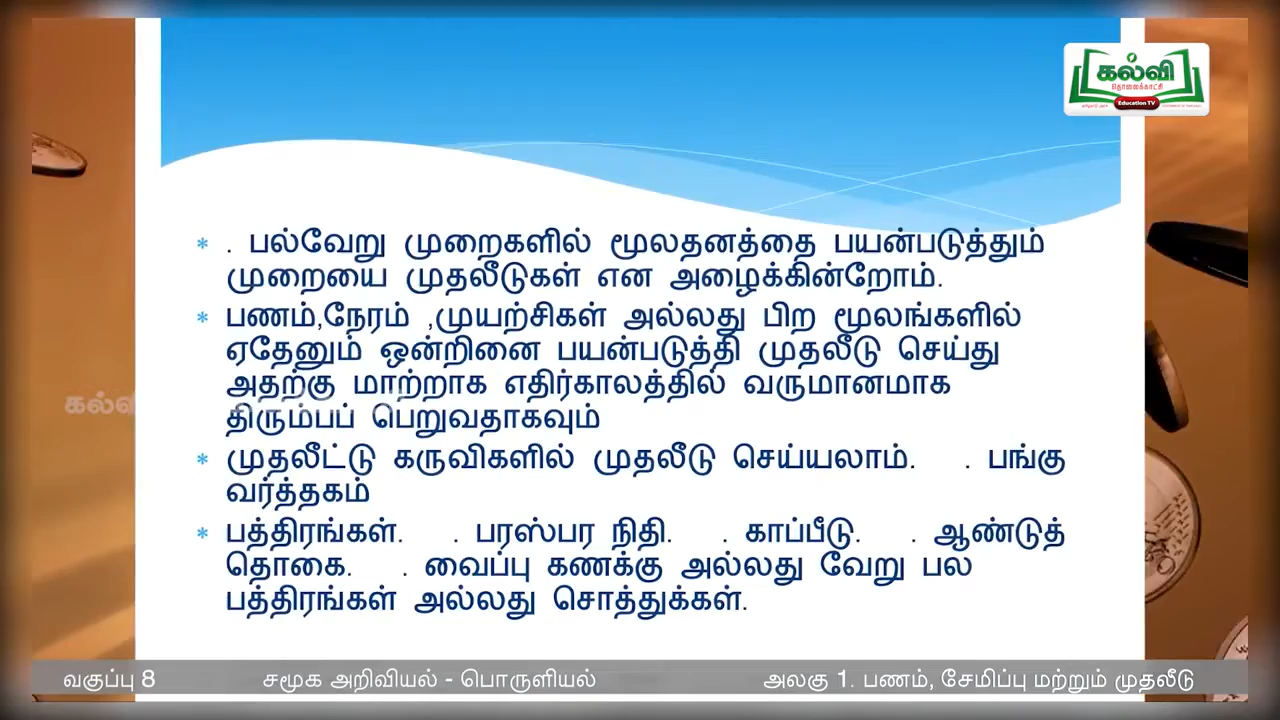 கல்வி
தொலைக்காட்சி
Education TV
* . பல்வேறு முறைகளில் மூலதனத்தை பயன்படுத்தும்
முறையை முதலீடுகள் என அழைக்கின்றோம்.
* பணம்,நேரம் ,முயற்சிகள் அல்லது பிற மூலங்களில்
ஏதேனும் ஒன்றினை பயன்படுத்தி முதலீடு செய்து
அதற்கு மாற்றாக எதிர்காலத்தில் வருமானமாக
திரும்பப் பெறுவதாகவும்
* முதலீட்டு கருவிகளில் முதலீடு செய்யலாம். . பங்கு
வர்த்தகம்
* பத்திரங்கள். . பரஸ்பர நிதி. . காப்பீடு. . ஆண்டுத்
தொகை. . வைப்பு கணக்கு அல்லது வேறு பல
பத்திரங்கள் அல்லது சொத்துக்கள்.
கல்வி
வகுப்பு 8 சமூக அறிவியல் - பொருளியல் அலகு 1. பணம், சேமிப்பு மற்றும் முதலீடு